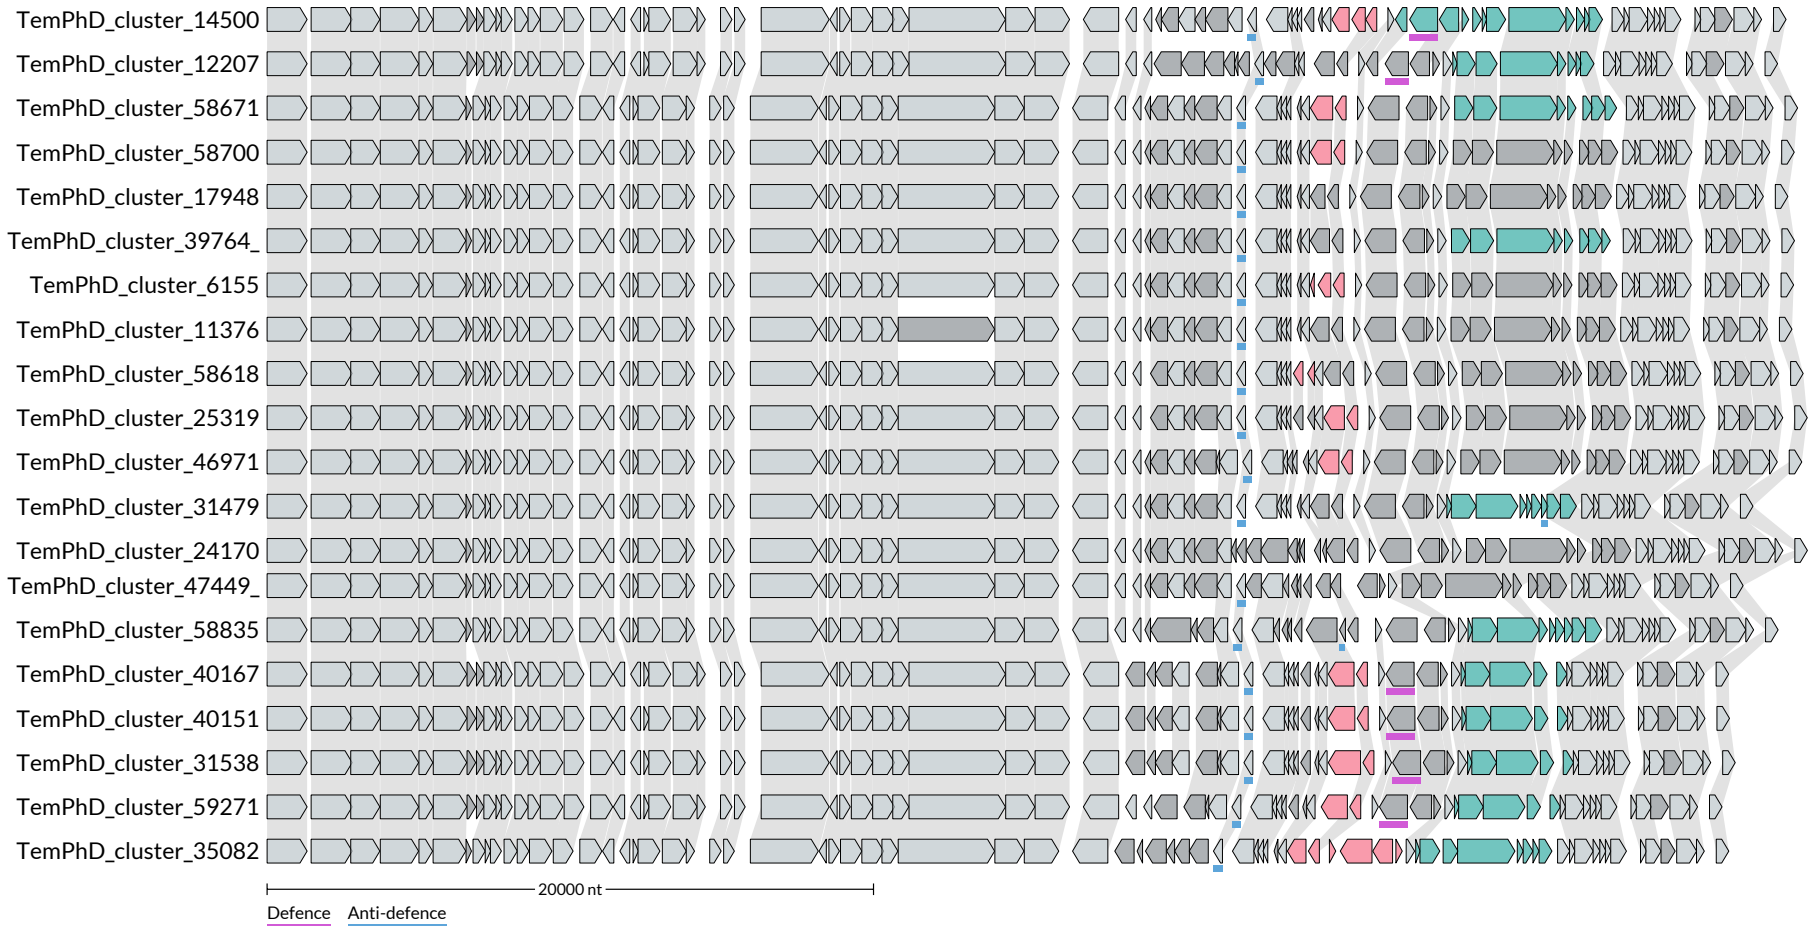 TemPhD_cluster_14500
TemPhD_cluster_12207
TemPhD_cluster_58671
TemPhD_cluster_58700
TemPhD_cluster_17948
TemPhD_cluster_39764_
TemPhD_cluster_6155
TemPhD_cluster_11376
TemPhD_cluster_58618
TemPhD_cluster_25319
TemPhD_cluster_46971
TemPhD_cluster_31479
TemPhD_cluster_24170
TemPhD_cluster_47449_
TemPhD_cluster_58835
TemPhD_cluster_40167
TemPhD_cluster_40151
TemPhD_cluster_31538
TemPhD_cluster_59271
TemPhD_cluster_35082
20000 nt
Defence Anti-defence